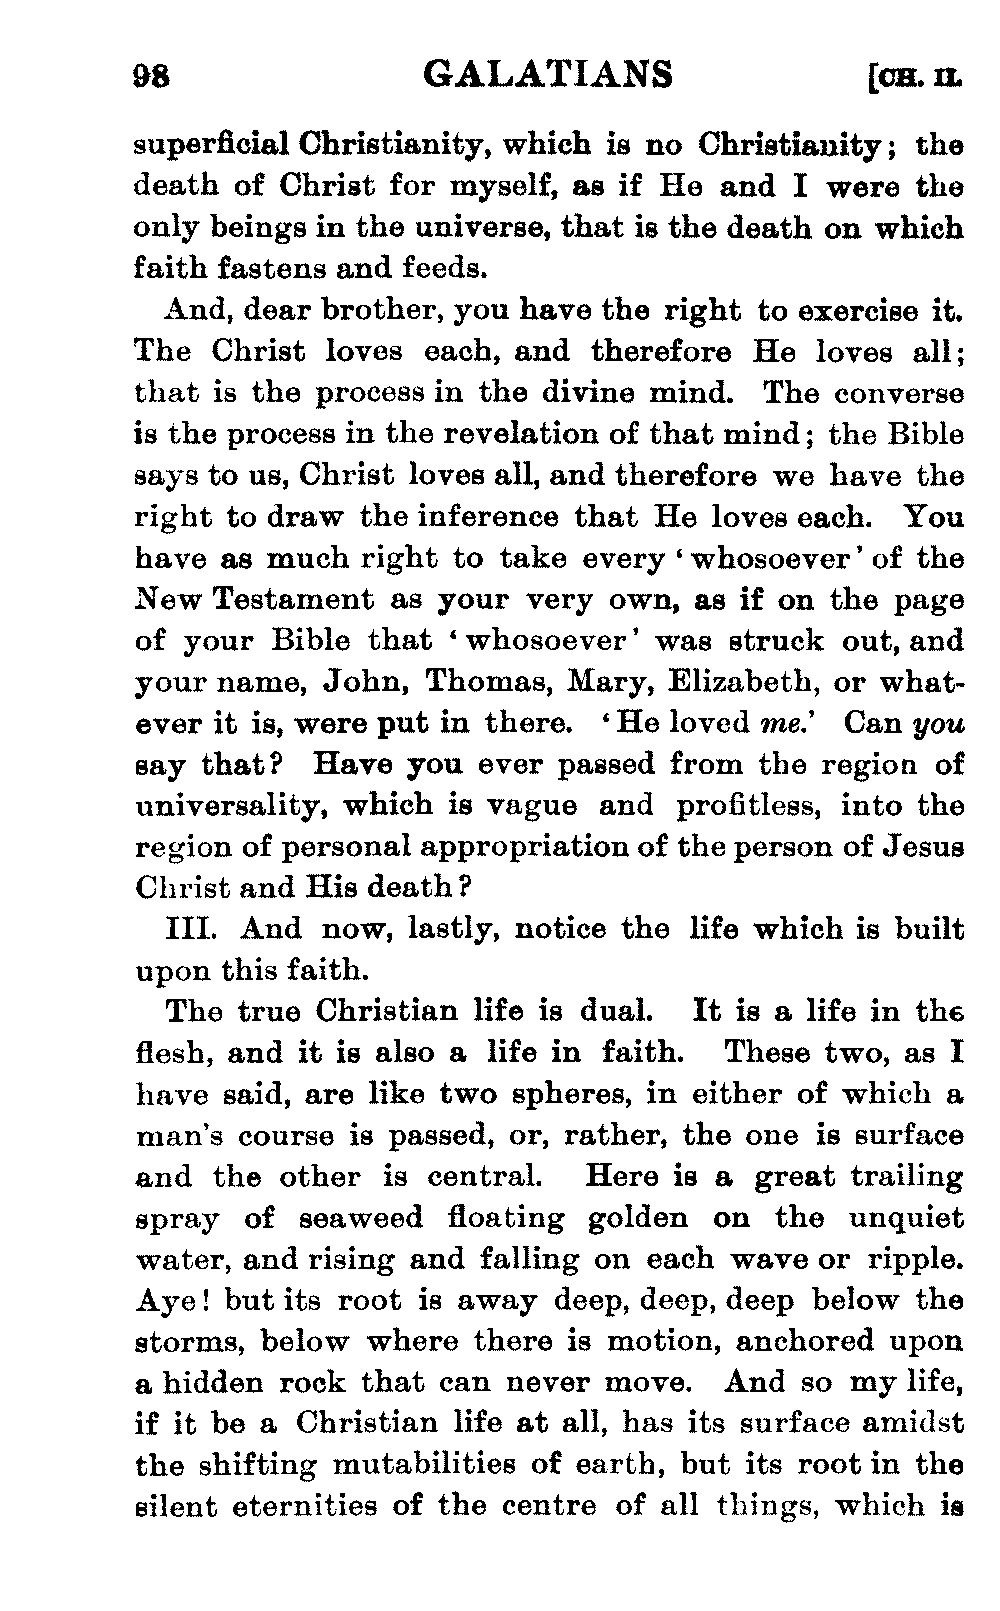 98 GALATIANS [CH. II.
superficial Christianity, which is no Christianity; the
death of Christ for myself, as if He and I were the
only beings in the universe, that is the death on which
faith fastens and feeds.
And, dear brother, you have the right to exercise it.
The Christ loves each, and therefore He loves all;
that is the process in the divine mind. The converse
is the process in the revelation of that mind; the Bible
says to us, Christ loves all, and therefore we have the
right to draw the inference that He loves each. You
have as much right to take every ‘whosoever’ of the
New Testament as your very own, as if on the page
of your Bible that ‘whosoever’ was struck out, and
your name, John, Thomas, Mary, Elizabeth, or what-
ever it is, were put in there. ‘He loved me.’ Can you
say that? Have you ever passed from the region of
universality, which is vague and profitless, into the
region of personal appropriation of the person of Jesus
Christ and His death?
III. And now, lastly, notice the life which is built
upon this faith.
The true Christian life is dual. It is a life in the
flesh, and it is also a life in faith. These two, as I
have said, are like two spheres, in either of which a
man's course is passed, or, rather, the one is surface
and the other is central. Here is a great trailing
spray of seaweed floating golden on the unquiet
water, and rising and falling on each wave or ripple.
Aye! but its root is away deep, deep, deep below the
storms, below where there is motion, anchored upon
a hidden rock that can never move. And so my life,
if it be a Christian life at all, has its surface amidst
the shifting mutabilities of earth, but its root in the
silent eternities of the centre of all things, which is